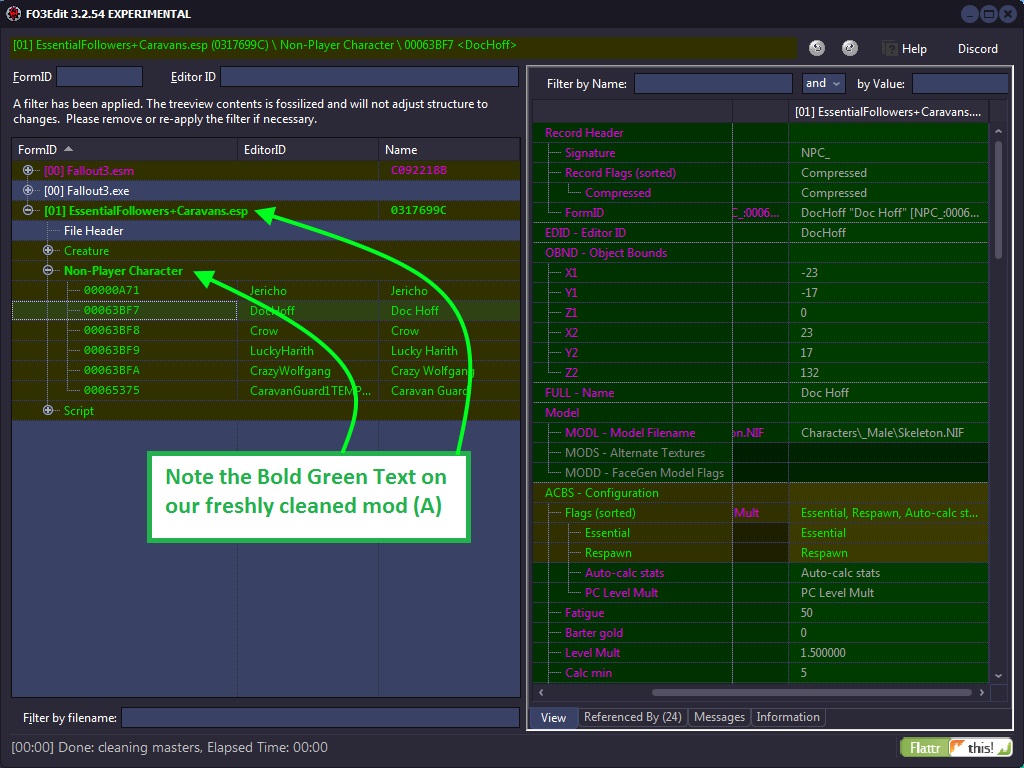 FO3Edit 3.2.54 EXPERIMENTAL
[01] EssentialFollowers+Caravans.esp (0317699C) \ Non-Player Character \ 00063BF7 <DocHoff>
Help Discord
FormID Editor ID
A filter has been applied. The treeview contents is fossilized and will not adjust structure to
changes. Please remove or re-apply the filter if necessary.
FormID EditorID Name
[00] Fallout3.esm C092218B
[00] Fallout3.exe
[01] EssentialFollowers+Caravans.esp 0317699C
File Header
Creature
Non-Player Character
00000A71 Jericho Jericho
00063BF7 DocHoff Doc Hoff
00063BF8 Crow Crow
00063BF9 LuckyHarith Lucky Harith
00063BFA CrazyWolfgang Crazy Wolfgang
00065375 CaravanGuard1TEMP... Caravan Guard
Script
Note the Bold Green Text on
our freshly cleaned mod (A)
Filter by filename:
Filter by Name: and by Value:
[01] EssentialFollowers+Caravans....
Record Header
Signature NPC_
Record Flags (sorted) Compressed
Compressed Compressed
FormID C_:0006... DocHoff "Doc Hoff" [NPC_:0006...
EDID - Editor ID DocHoff
OBND - Object Bounds
X1 -23
Y1 -17
Z1 0
X2 23
Y2 17
Z2 132
FULL - Name Doc Hoff
Model
MODL - Model Filename on.NIF Characters\_Male\Skeleton.NIF
MODS - Alternate Textures
MODD - FaceGen Model Flags
ACBS - Configuration
Flags (sorted) Mult Essential, Respawn, Auto-calc st...
Essential Essential
Respawn Respawn
Auto-calc stats Auto-calc stats
PC Level Mult PC Level Mult
Fatigue 50
Barter gold 0
Level Mult 1.500000
Calc min 5
View Referenced By (24) Messages Information
[00:00] Done: cleaning masters, Elapsed Time: 00:00
Flattr this!